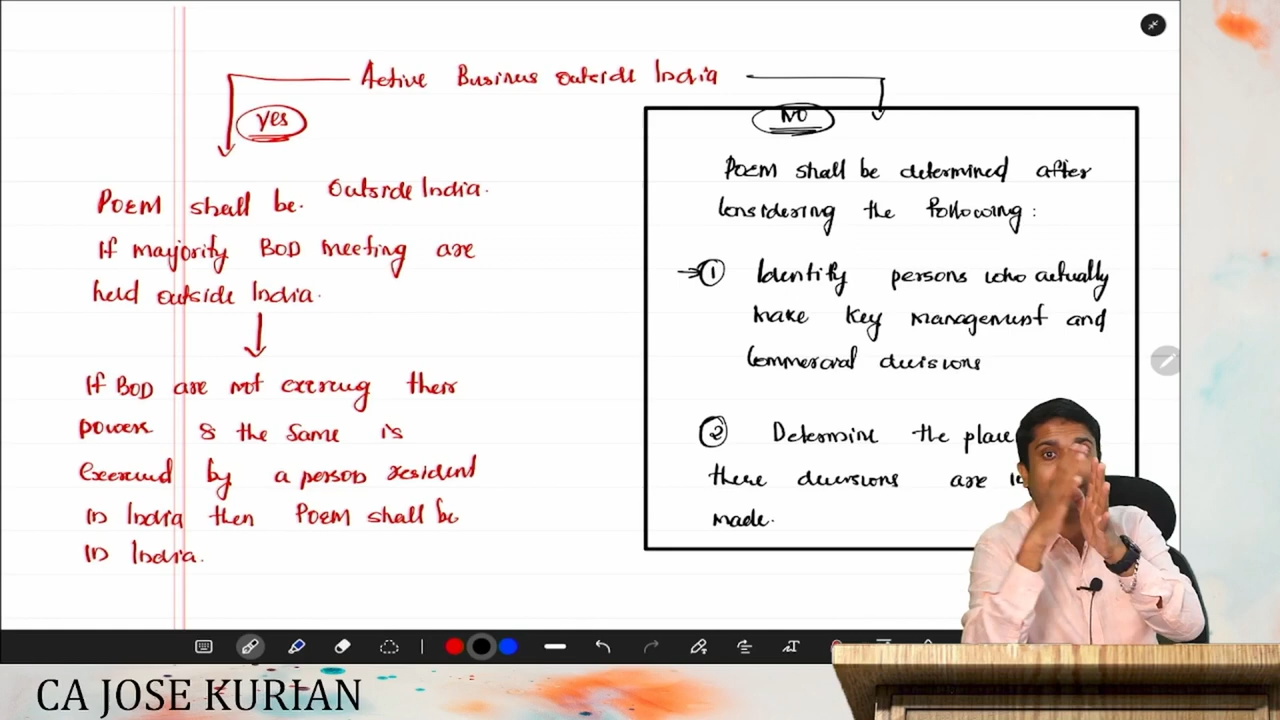 Active Business outside India
Yes
POEM shall be. Outside India.
If majority BOD meeting are
held outside India.
If BOD are not exercing their
power & the same is
Exercised by a person resident
in India then POEM shall be
in India.
NO
POEM shall be determined after
Considering the following:
1 Identify persons who actually
make Key management and
Commercial decisions
2 Determine the place
these decisions are
made.
CA JOSE KURIAN